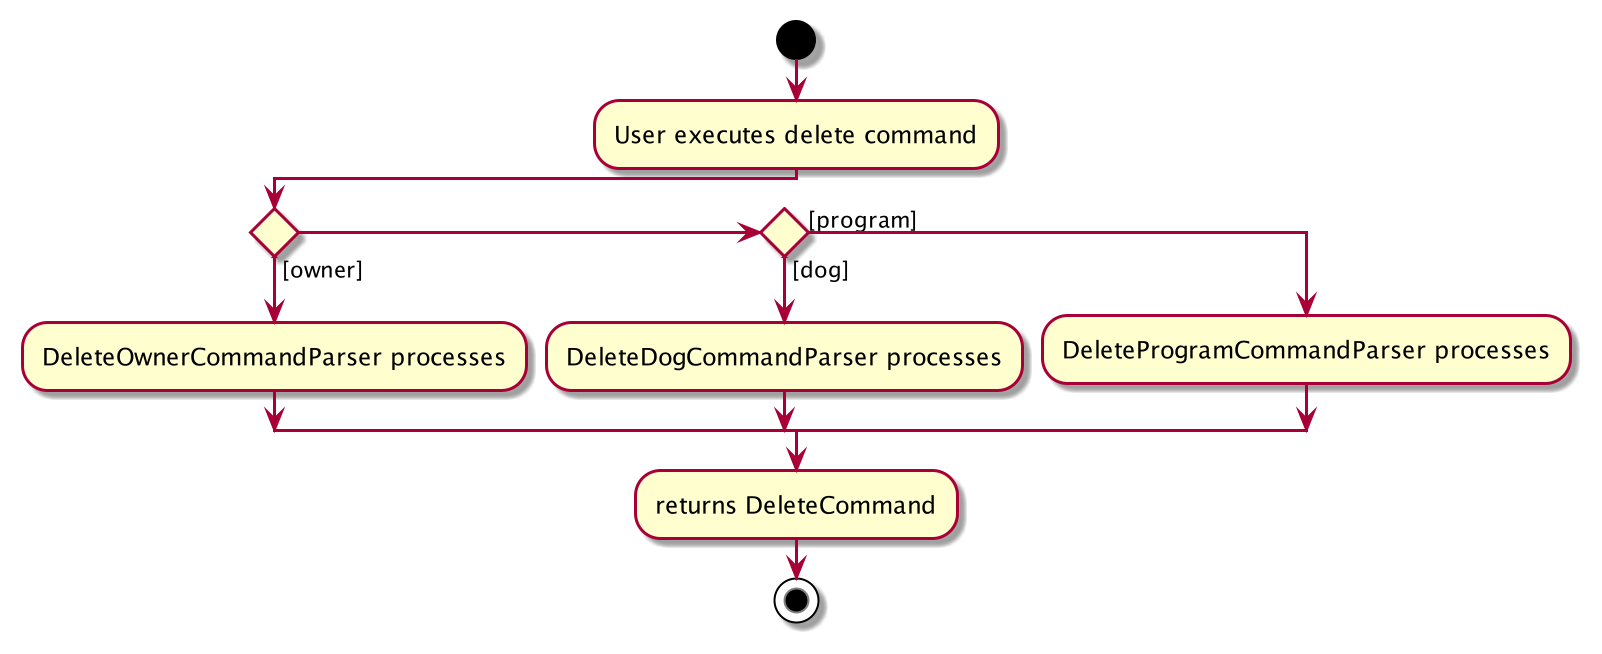 User executes delete command
[program]
[owner]
[dog]
DeleteOwnerCommandParser processes
DeleteDogCommandParser processes
DeleteProgramCommandParser processes
returns DeleteCommand